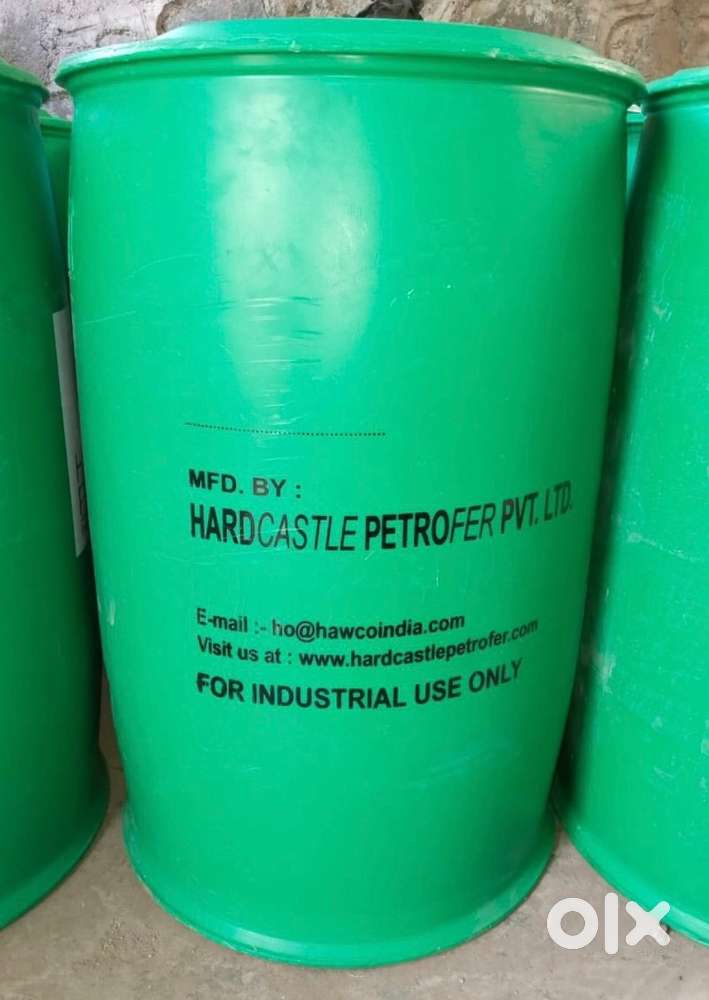 MFD. BY :
HARDCASTLE PETROFER PVT. LTD.
E-mail :- ho@hawcoindia.com
Visit us at : www.hardcastlepetrofer.com
FOR INDUSTRIAL USE ONLY
olx